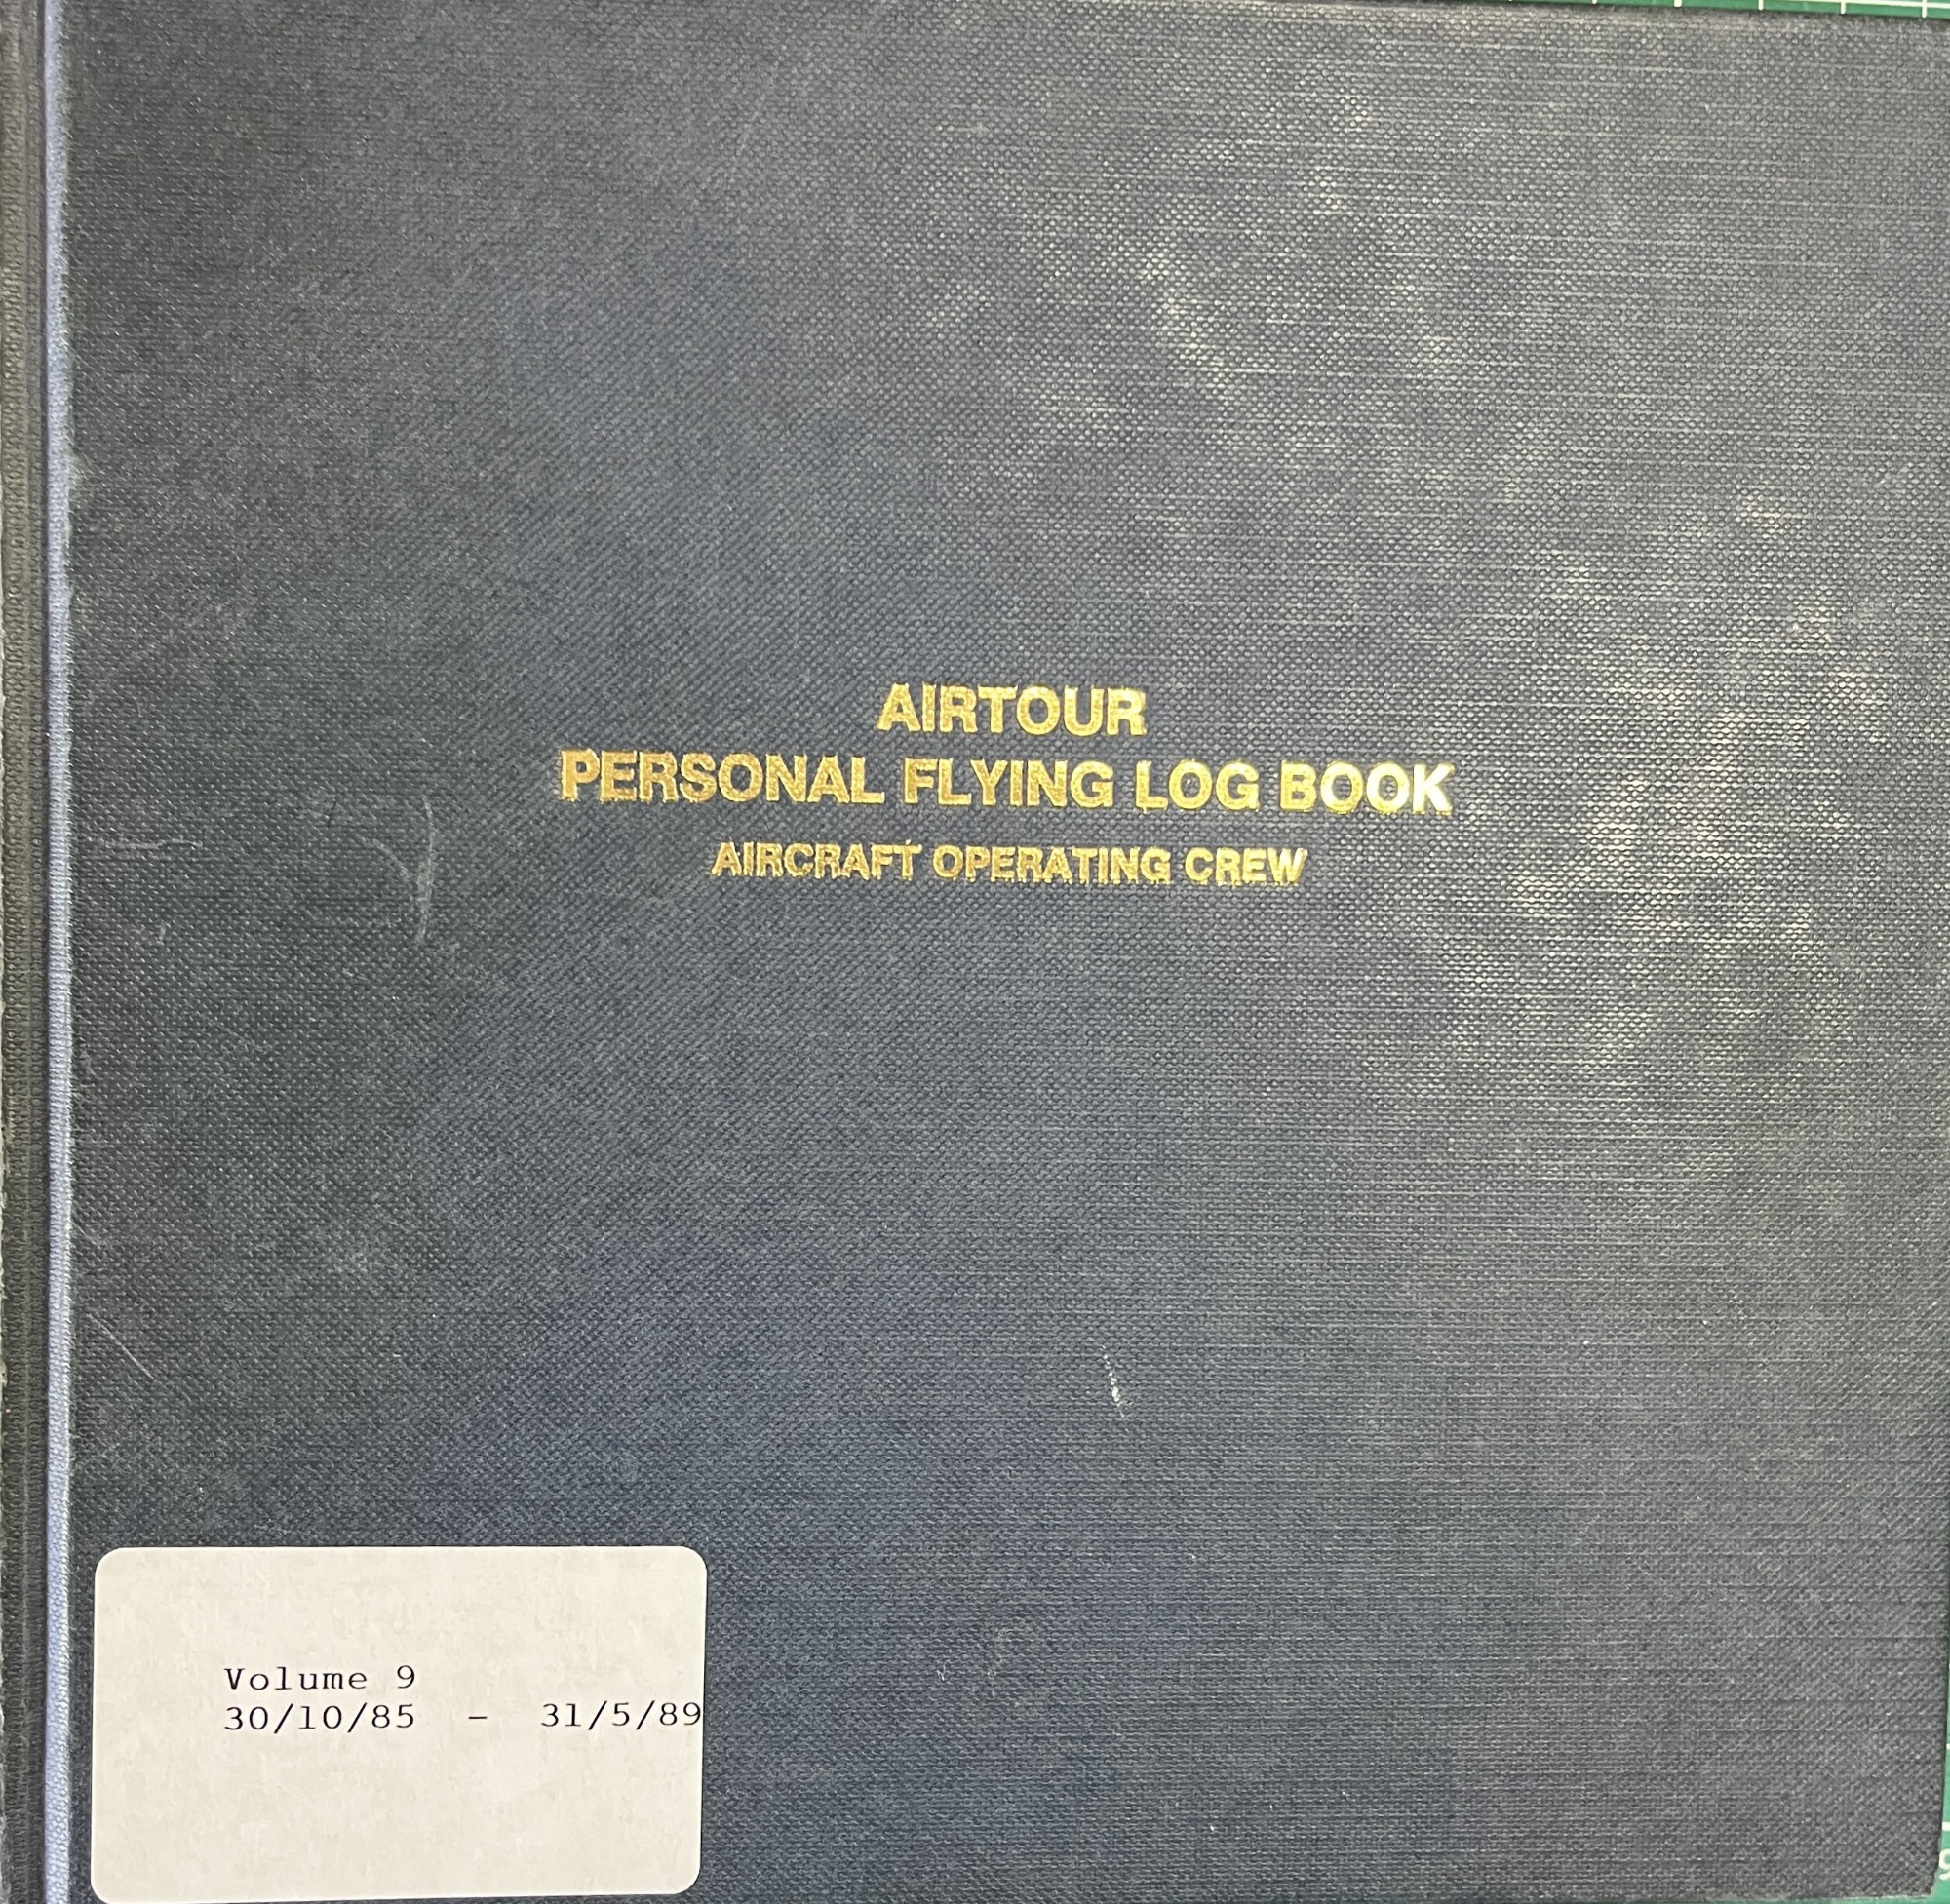 AIRTOUR
PERSONAL FLYING LOG BOOK
AIRCRAFT OPERATING CREW
Volume 9
30/10/85 - 31/5/89